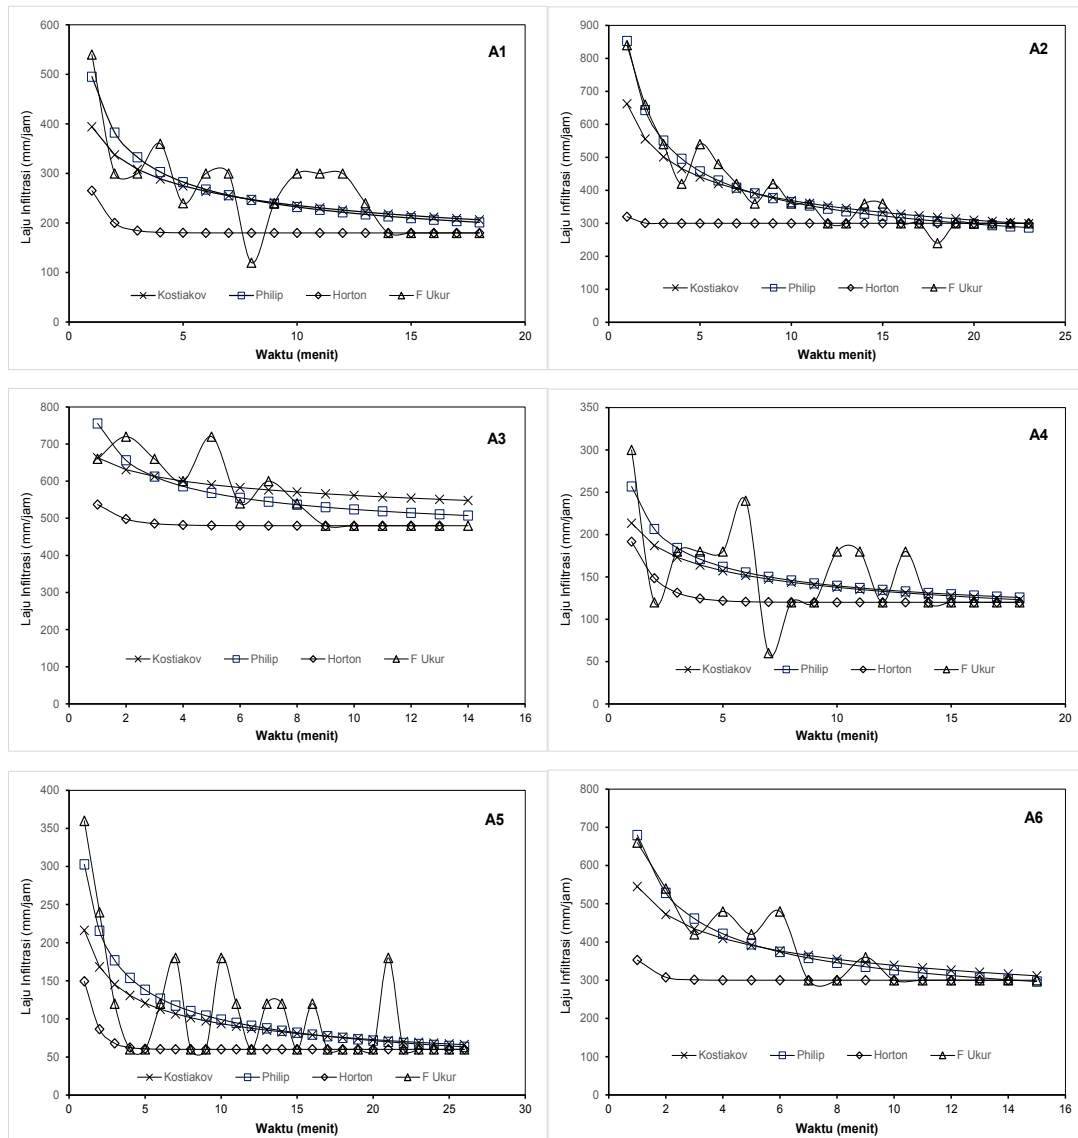 A1
600
500
400
300
200
100
0
Laju Infiltrasi (mm/jam)
Kostiakov Philip Horton F Ukur
0 5 10 15 20
Waktu (menit)
A2
900
800
700
600
500
400
300
200
100
0
Laju Infiltrasi (mm/jam)
Kostiakov Philip Horton F Ukur
0 5 10 15 20 25
Waktu menit)
A3
800
700
600
500
400
300
200
100
0
Laju Infiltrasi (mm/jam)
Kostiakov Philip Horton F Ukur
0 2 4 6 8 10 12 14 16
Waktu (menit)
A4
350
300
250
200
150
100
50
0
Laju Infiltrasi (mm/jam)
Kostiakov Philip Horton F Ukur
0 5 10 15 20
Waktu (menit)
A5
400
350
300
250
200
150
100
50
0
Laju Infiltrasi (mm/jam)
Kostiakov Philip Horton F Ukur
0 5 10 15 20 25 30
Waktu (menit)
A6
800
700
600
500
400
300
200
100
0
Laju Infiltrasi (mm/jam)
Kostiakov Philip Horton F Ukur
0 2 4 6 8 10 12 14 16
Waktu (menit)